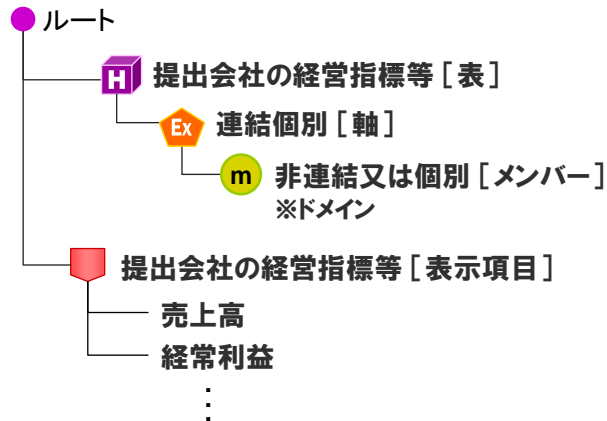 ルート
H 提出会社の経営指標等［表］
Ex 連結個別［軸］
m 非連結又は個別［メンバー］
※ドメイン
提出会社の経営指標等［表示項目］
売上高
経常利益